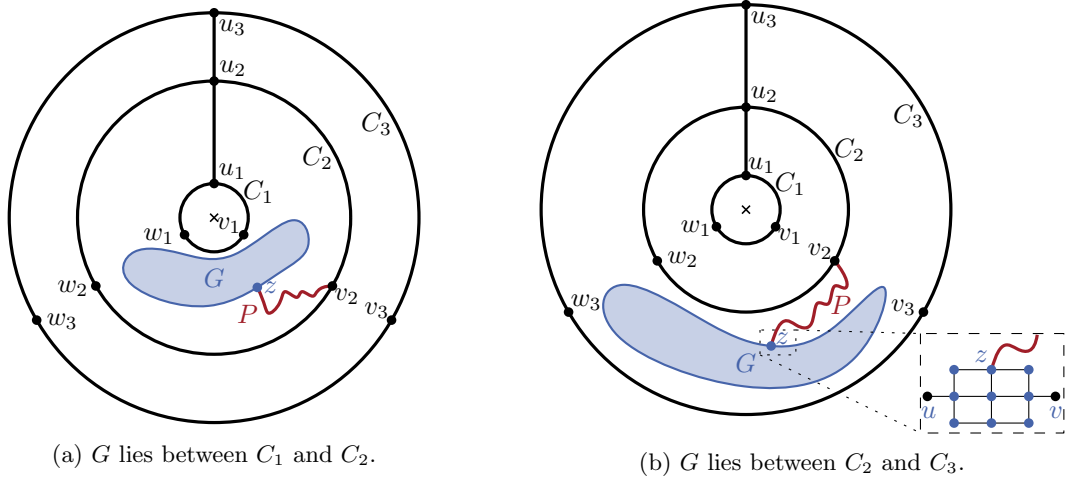 u₃
u₂
C₃
C₂
u₁
C₁
v₁
w₁
G
z
w₂
v₂
P
w₃
v₃
(a) G lies between C₁ and C₂.
u₃
u₂
C₃
C₂
u₁
C₁
w₁
v₁
v₂
w₂
w₃
P
v₃
z
G
z
u
v
(b) G lies between C₂ and C₃.